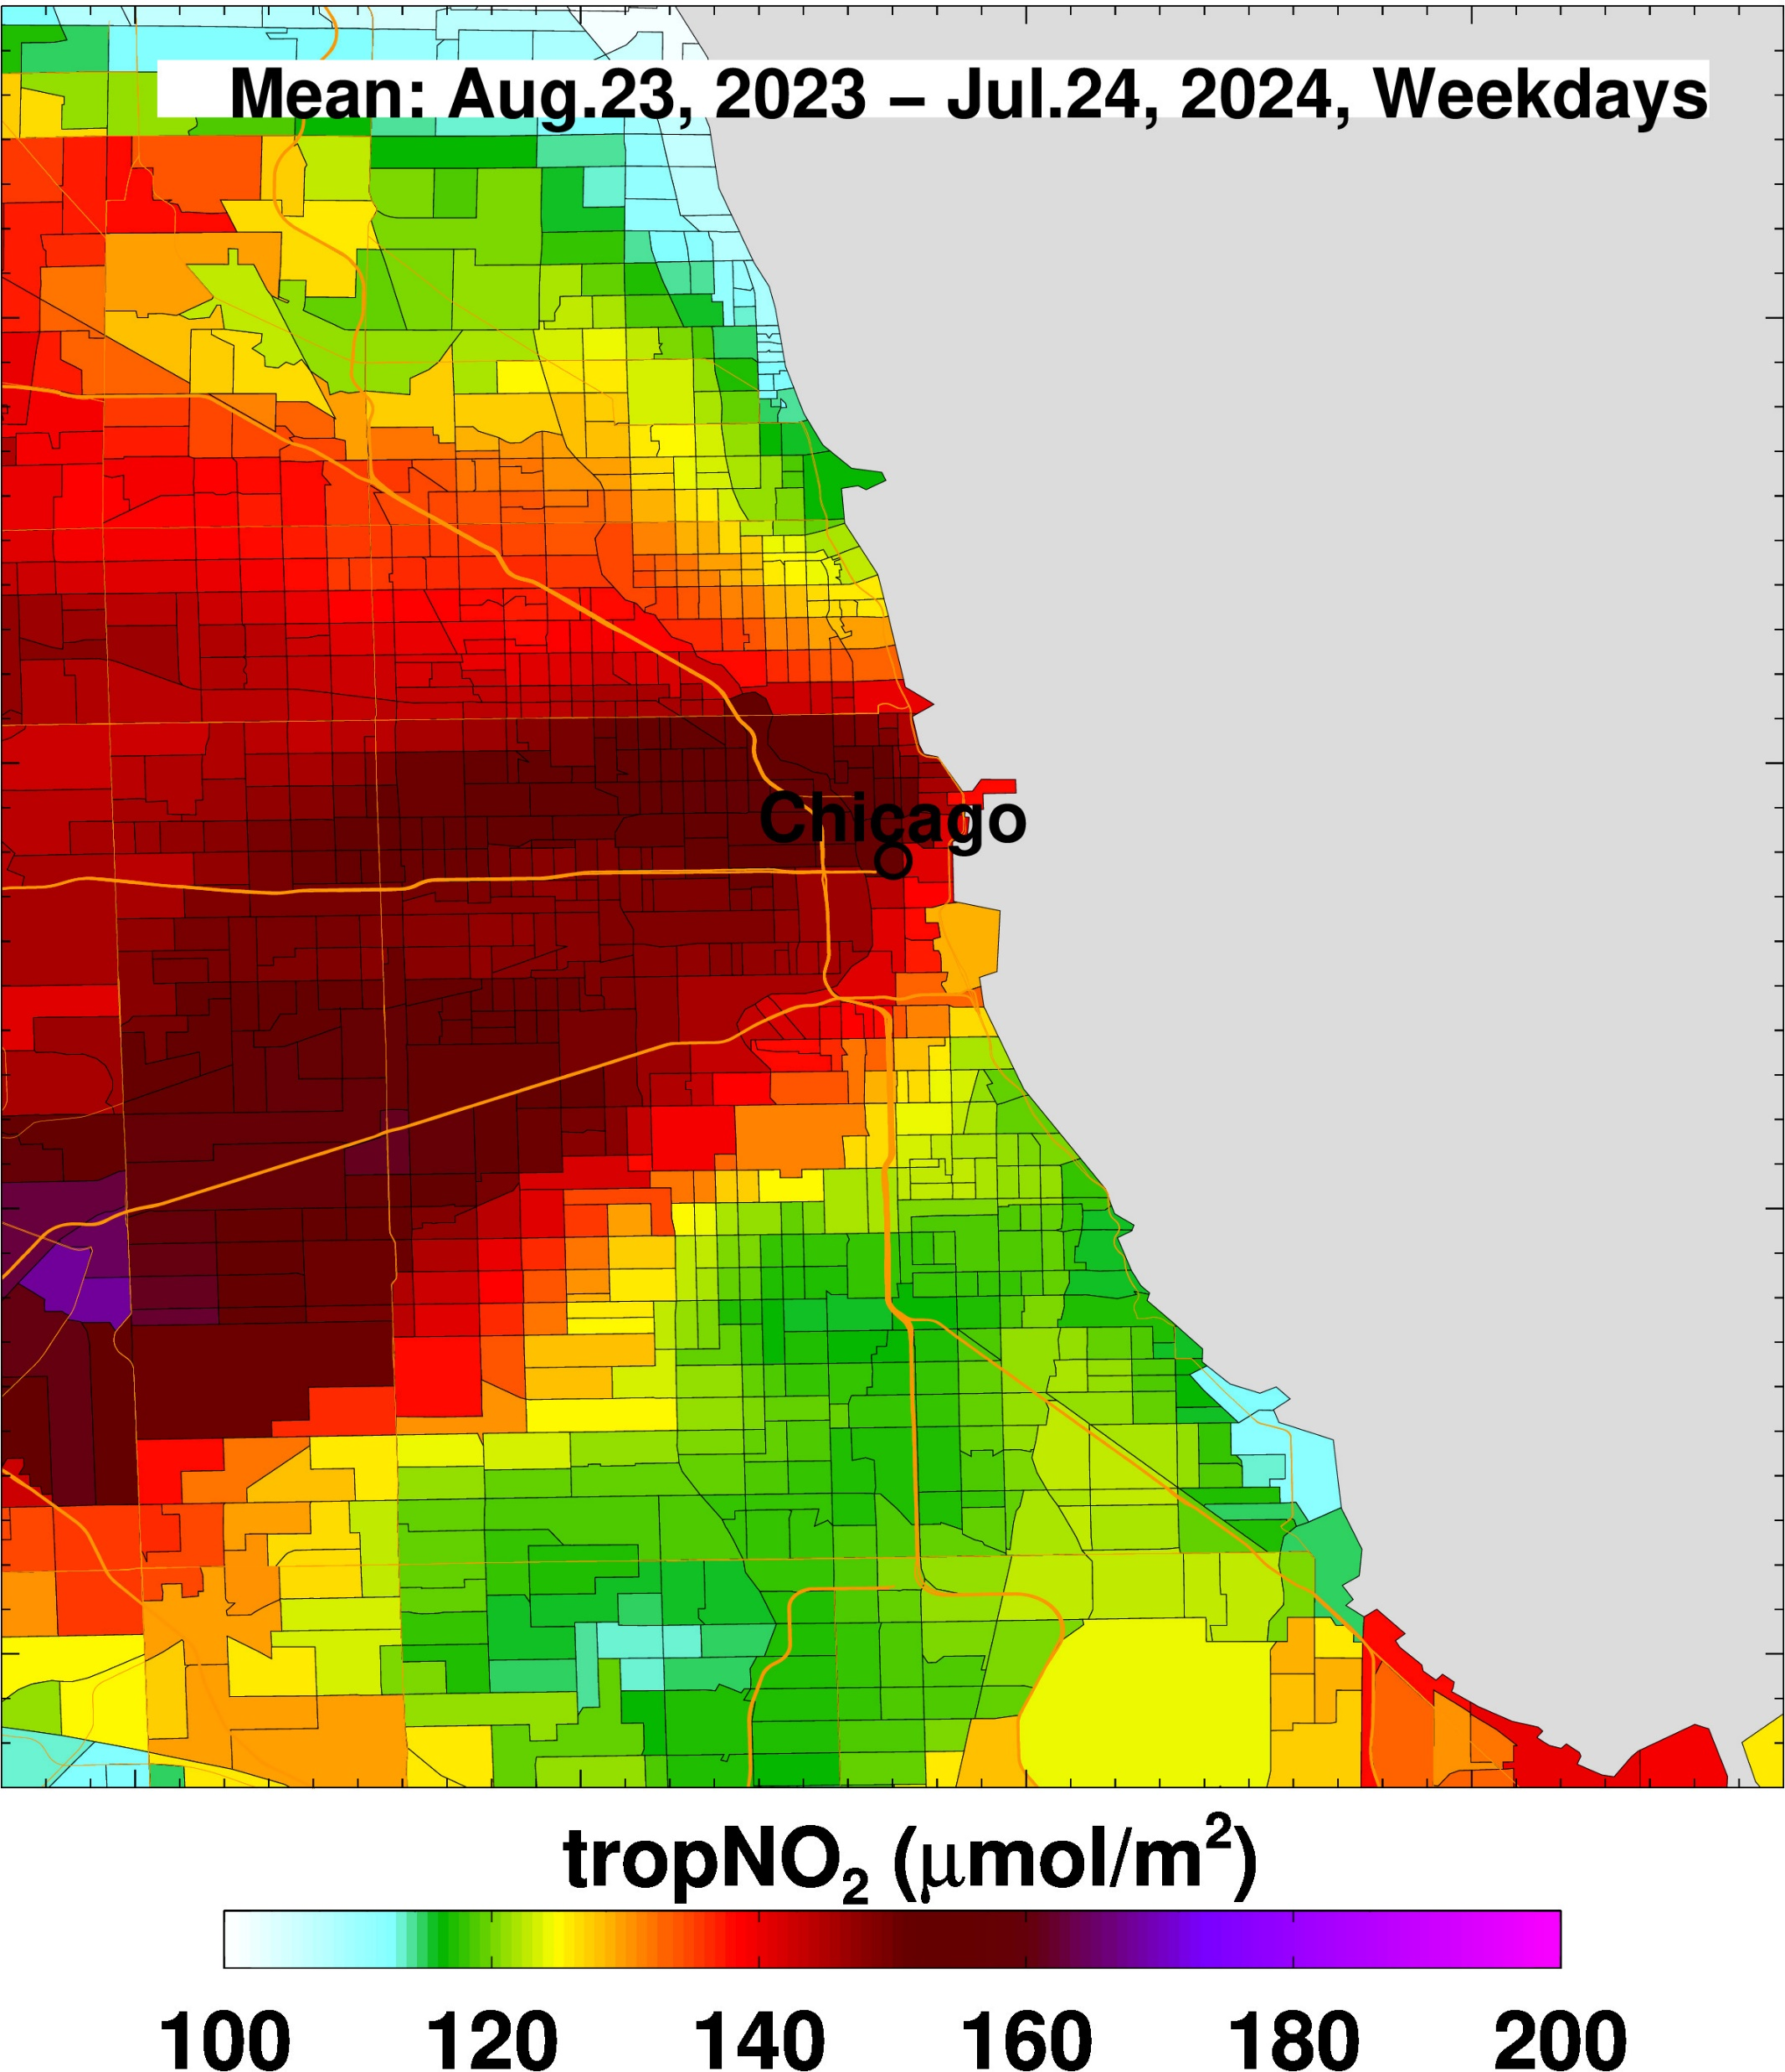 Mean: Aug.23, 2023 – Jul.24, 2024, Weekdays
Chicago
tropNO₂ (μmol/m²)
100 120 140 160 180 200